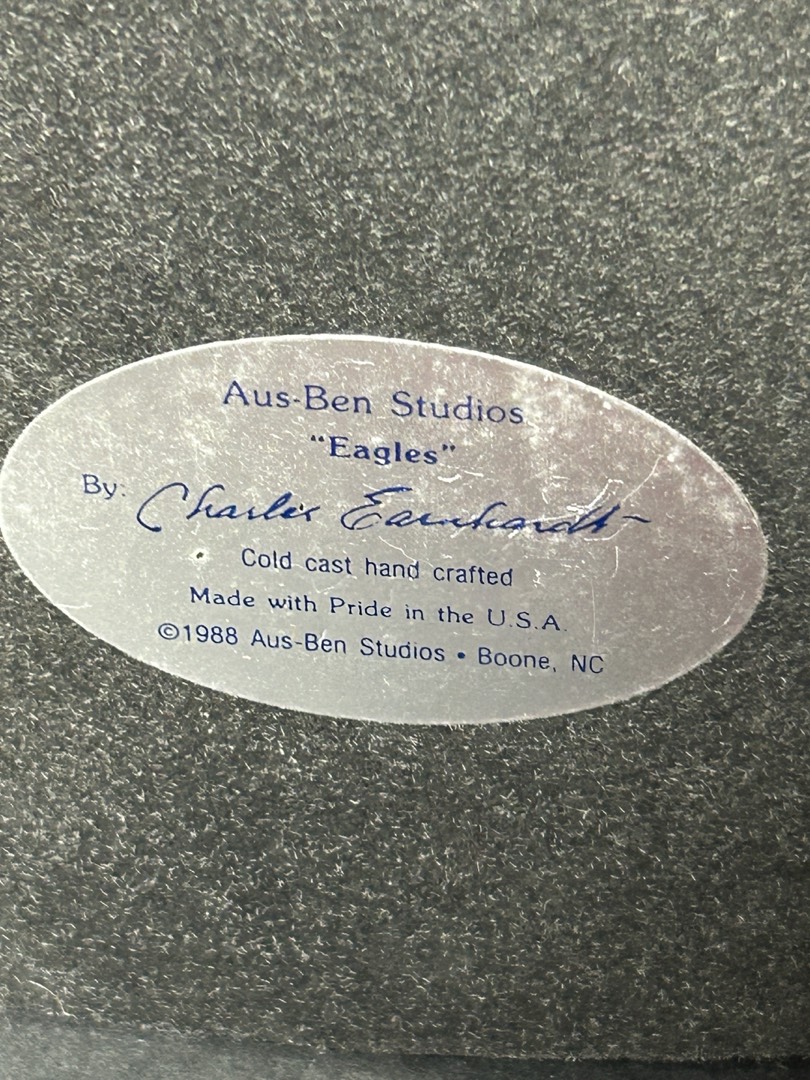 Aus-Ben Studios
"Eagles"
By: Charlie Earnhardt
Cold cast hand crafted
Made with Pride in the U.S.A.
©1988 Aus-Ben Studios • Boone, NC